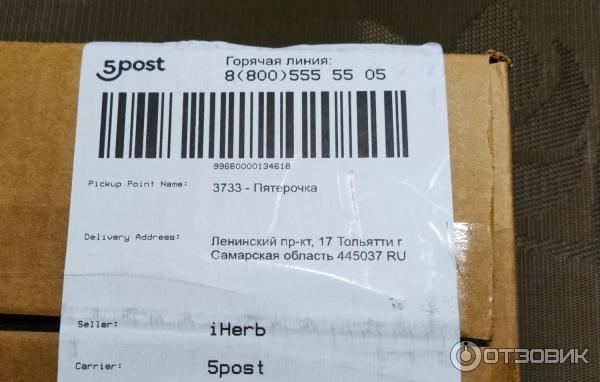 5post
Горячая линия:
8(800)555 55 05
99660000134618
Pickup Point Name: 3733 - Пятерочка
Delivery Address: Ленинский пр-кт, 17 Тольятти г
Самарская область 445037 RU
Seller: iHerb
Carrier: 5post
ОТЗОВИК